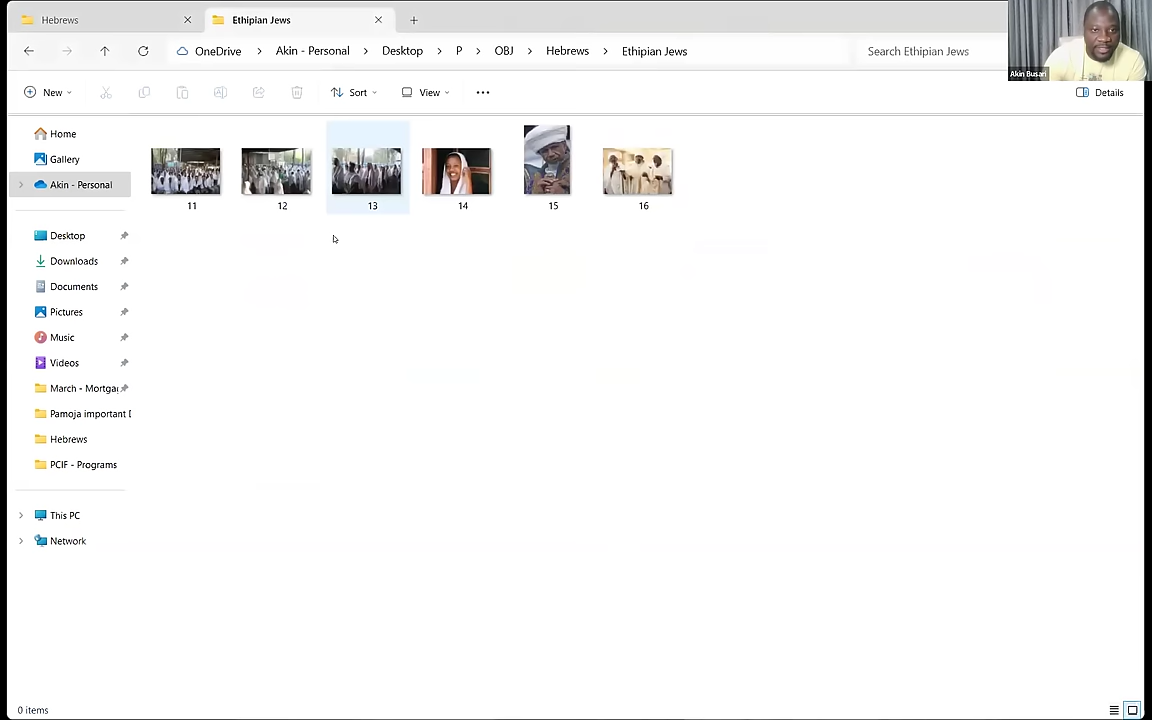 Hebrews
Ethipian Jews
OneDrive > Akin - Personal > Desktop > P > OBJ > Hebrews > Ethipian Jews
Search Ethipian Jews
Akin Busari
New
Sort
View
Details
Home
Gallery
Akin - Personal
11 12 13 14 15 16
Desktop
Downloads
Documents
Pictures
Music
Videos
March - Mortga
Pamoja important
Hebrews
PCIF - Programs
This PC
Network
0 items